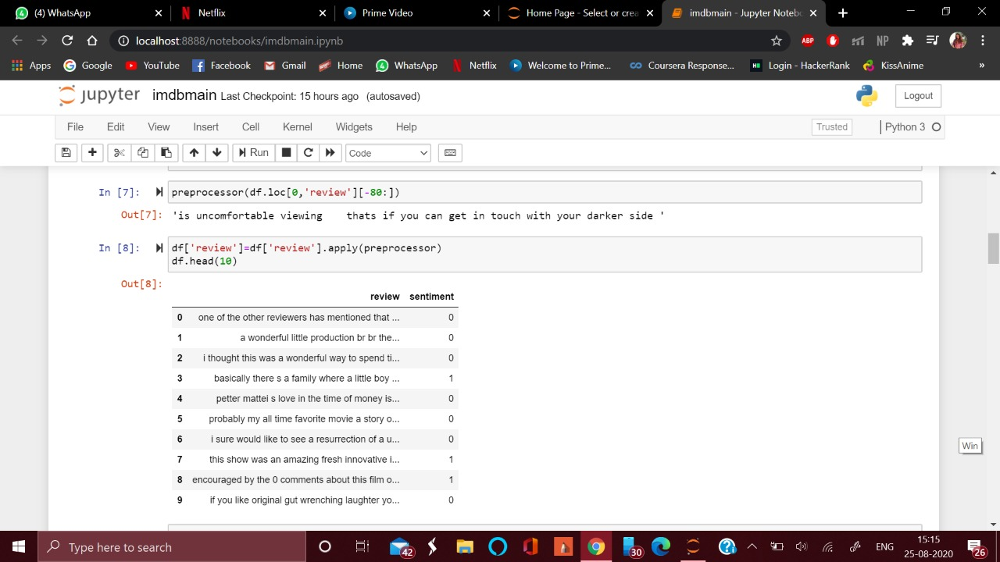 (4) WhatsApp
Netflix
Prime Video
Home Page - Select or crea
imdbmain - Jupyter Notebo
localhost:8888/notebooks/imdbmain.ipynb
ABP
NP
Apps
Google
YouTube
Facebook
Gmail
Home
WhatsApp
Netflix
Welcome to Prime...
Coursera Response...
Login - HackerRank
KissAnime
»
jupyter imdbmain Last Checkpoint: 15 hours ago (autosaved)
Logout
File Edit View Insert Cell Kernel Widgets Help
Trusted
Python 3
Run
Code
In [7]: preprocessor(df.loc[0,'review'][-80:])
Out[7]: 'is uncomfortable viewing    thats if you can get in touch with your darker side '
In [8]: df['review']=df['review'].apply(preprocessor)
df.head(10)
Out[8]:
review sentiment
0 one of the other reviewers has mentioned that ... 0
1 a wonderful little production br br the... 0
2 i thought this was a wonderful way to spend ti... 0
3 basically there s a family where a little boy ... 1
4 petter mattei s love in the time of money is... 0
5 probably my all time favorite movie a story o... 0
6 i sure would like to see a resurrection of a u... 0
7 this show was an amazing fresh innovative i... 1
8 encouraged by the 0 comments about this film o... 1
9 if you like original gut wrenching laughter yo... 0
Win
Type here to search
42
30
ENG
15:15
25-08-2020
26